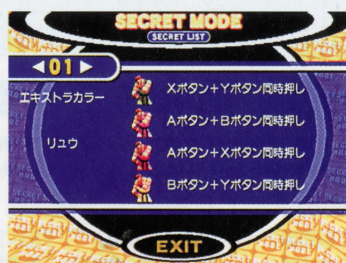 SECRET MODE
SECRET LIST
◀01▶
エキストラカラー
リュウ
Xボタン+Yボタン同時押し
Aボタン+Bボタン同時押し
Aボタン+Xボタン同時押し
Bボタン+Yボタン同時押し
EXIT